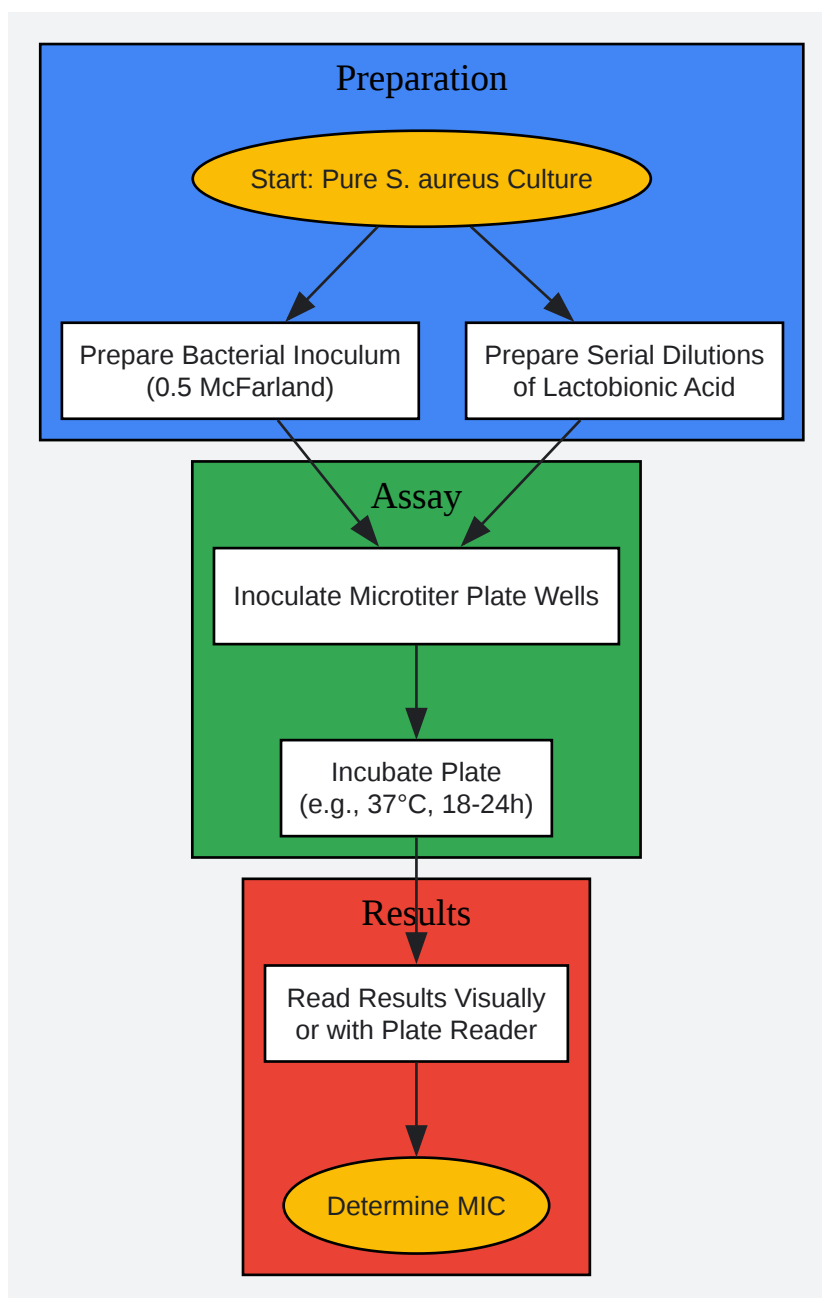 Preparation
Start: Pure S. aureus Culture
Prepare Bacterial Inoculum
(0.5 McFarland)
Prepare Serial Dilutions
of Lactobionic Acid
Assay
Inoculate Microtiter Plate Wells
Incubate Plate
(e.g., 37°C, 18-24h)
Results
Read Results Visually
or with Plate Reader
Determine MIC